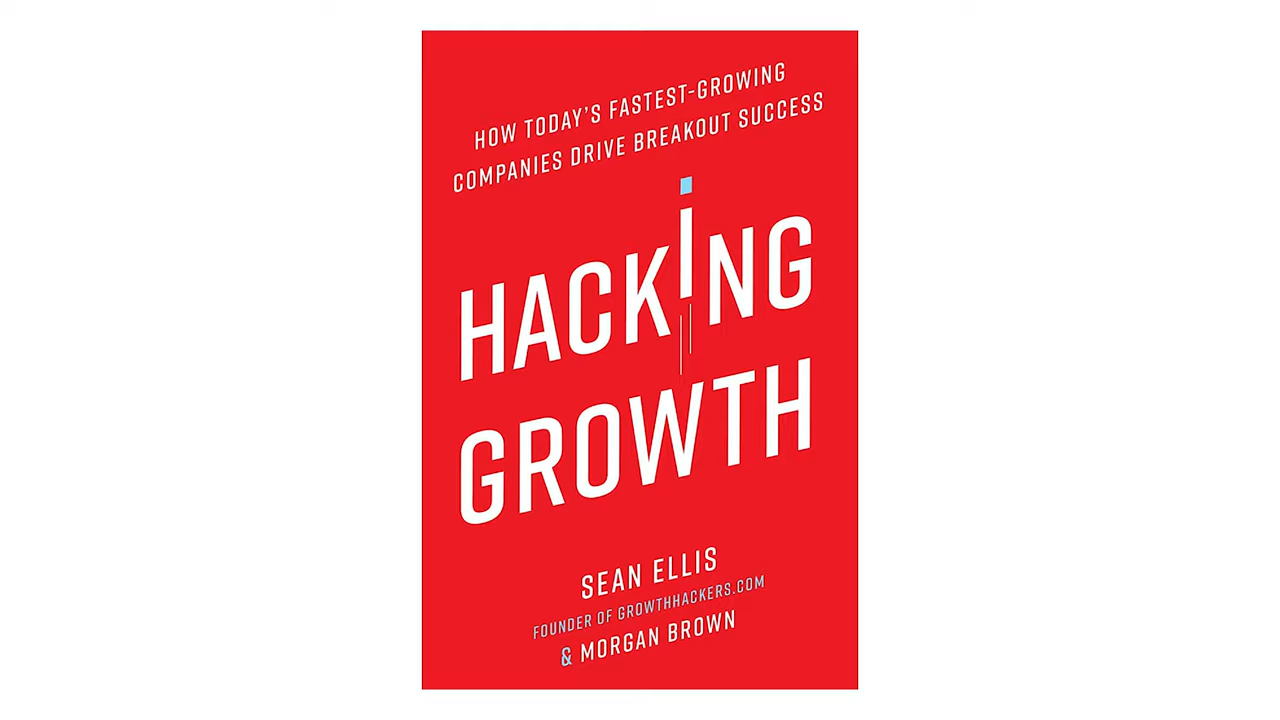 HOW TODAY'S FASTEST-GROWING
COMPANIES DRIVE BREAKOUT SUCCESS
HACKiNG
GROWTH
SEAN ELLIS
FOUNDER OF GROWTHHACKERS.COM
& MORGAN BROWN